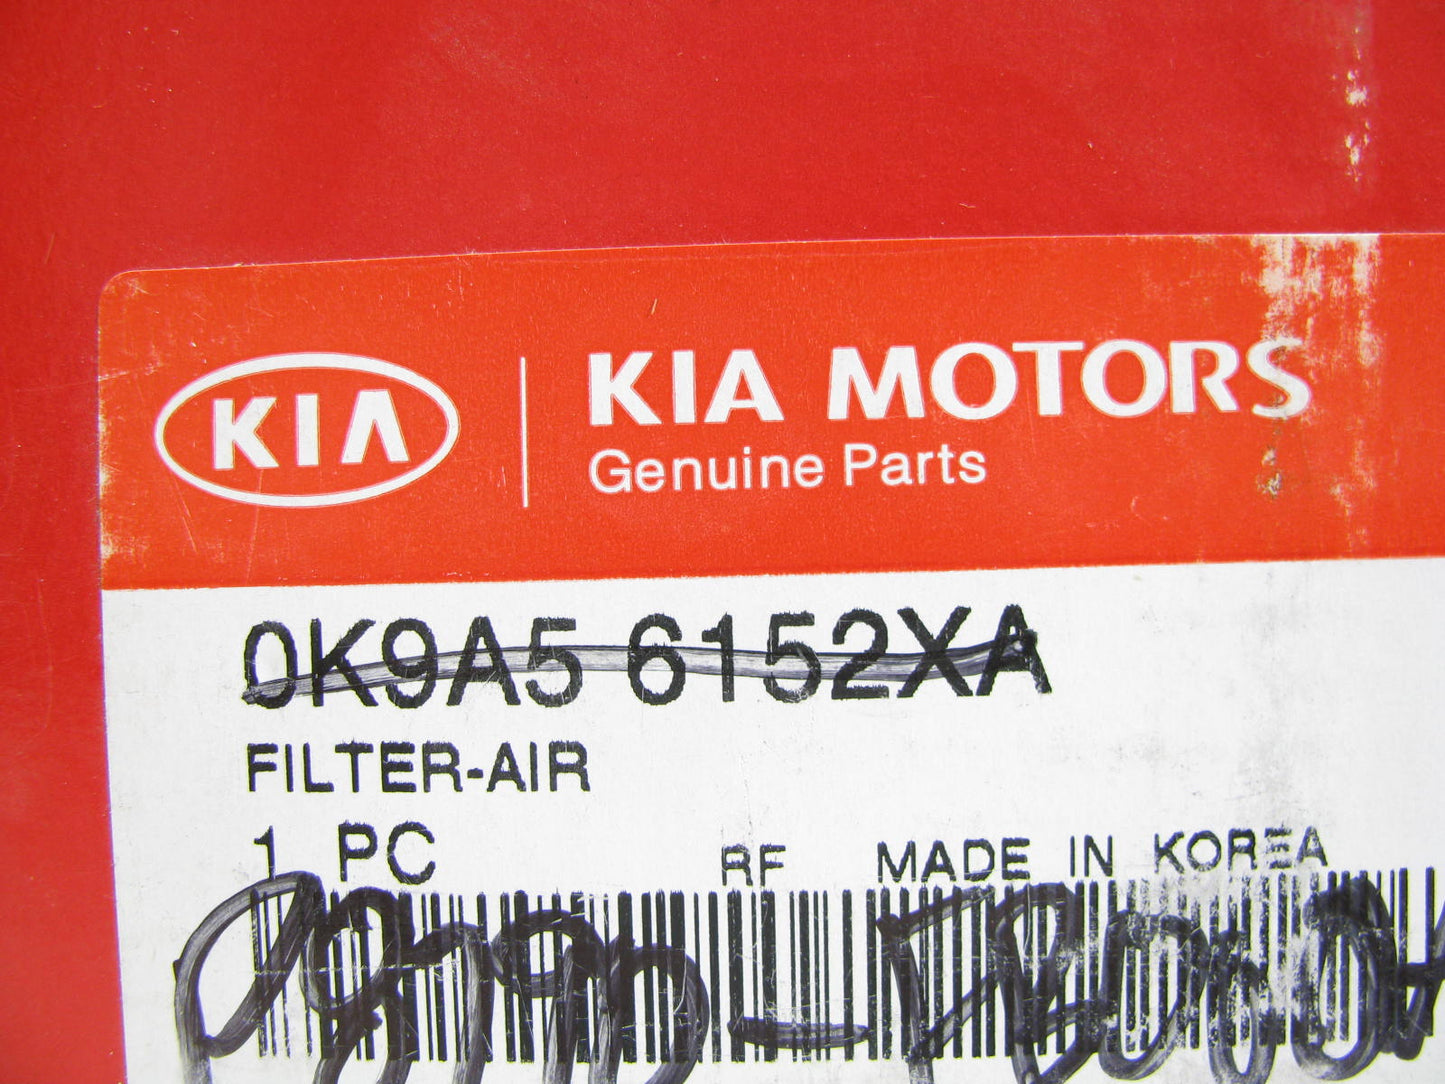 KIA
KIA MOTORS
Genuine Parts
0K9A5 6152XA
FILTER-AIR
1 PC RF MADE IN KOREA